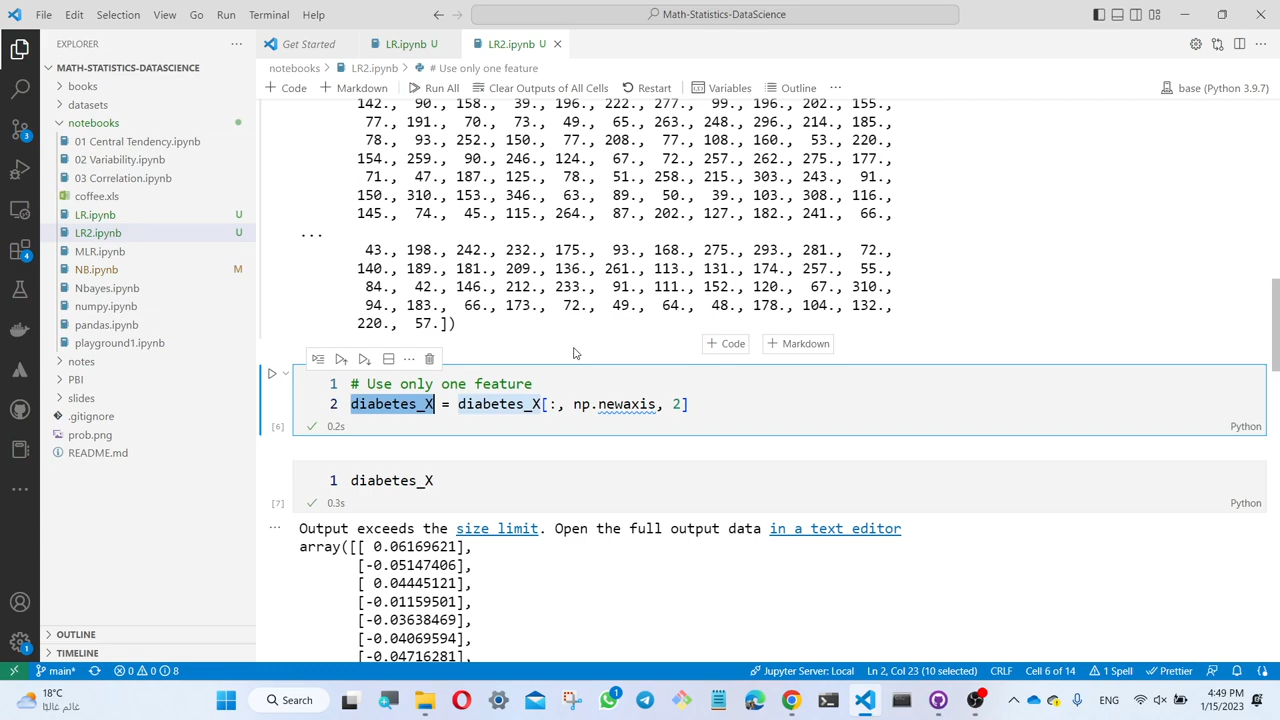 File Edit Selection View Go Run Terminal Help
Math-Statistics-DataScience
EXPLORER
Get Started
LR.ipynb U
LR2.ipynb U
MATH-STATISTICS-DATASCIENCE
books
datasets
notebooks
01 Central Tendency.ipynb
02 Variability.ipynb
03 Correlation.ipynb
coffee.xls
LR.ipynb U
LR2.ipynb U
MLR.ipynb
NB.ipynb M
Nbayes.ipynb
numpy.ipynb
pandas.ipynb
playground1.ipynb
notes
PBI
slides
.gitignore
prob.png
README.md
OUTLINE
TIMELINE
notebooks > LR2.ipynb > # Use only one feature
+ Code + Markdown Run All Clear Outputs of All Cells Restart Variables Outline ... base (Python 3.9.7)
142., 90., 158., 39., 196., 222., 277., 99., 196., 202., 155.,
77., 191., 70., 73., 49., 65., 263., 248., 296., 214., 185.,
78., 93., 252., 150., 77., 208., 77., 108., 160., 53., 220.,
154., 259., 90., 246., 124., 67., 72., 257., 262., 275., 177.,
71., 47., 187., 125., 78., 51., 258., 215., 303., 243., 91.,
150., 310., 153., 346., 63., 89., 50., 39., 103., 308., 116.,
145., 74., 45., 115., 264., 87., 202., 127., 182., 241., 66.,
...
43., 198., 242., 232., 175., 93., 168., 275., 293., 281., 72.,
140., 189., 181., 209., 136., 261., 113., 131., 174., 257., 55.,
84., 42., 146., 212., 233., 91., 111., 152., 120., 67., 310.,
94., 183., 66., 173., 72., 49., 64., 48., 178., 104., 132.,
220., 57.])
+ Code + Markdown
1 # Use only one feature
2 diabetes_X = diabetes_X[:, np.newaxis, 2]
[6] 0.2s Python
1 diabetes_X
[7] 0.3s Python
... Output exceeds the size limit. Open the full output data in a text editor
array([[ 0.06169621],
[-0.05147406],
[ 0.04445121],
[-0.01159501],
[-0.03638469],
[-0.04069594],
[-0.04716281],
3
4
1
main* 0 0 8 Jupyter Server: Local Ln 2, Col 23 (10 selected) CRLF Cell 6 of 14 1 Spell Prettier
18°C
غائم غالبًا
Search
1
ENG
4:49 PM
1/15/2023